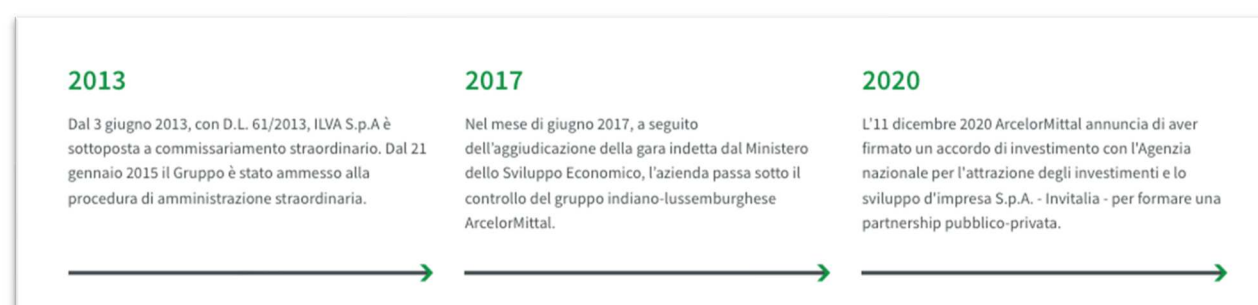 2013
Dal 3 giugno 2013, con D.L. 61/2013, ILVA S.p.A è
sottoposta a commissariamento straordinario. Dal 21
gennaio 2015 il Gruppo è stato ammesso alla
procedura di amministrazione straordinaria.
2017
Nel mese di giugno 2017, a seguito
dell'aggiudicazione della gara indetta dal Ministero
dello Sviluppo Economico, l'azienda passa sotto il
controllo del gruppo indiano-lussemburghese
ArcelorMittal.
2020
L'11 dicembre 2020 ArcelorMittal annuncia di aver
firmato un accordo di investimento con l'Agenzia
nazionale per l'attrazione degli investimenti e lo
sviluppo d'impresa S.p.A. - Invitalia - per formare una
partnership pubblico-privata.